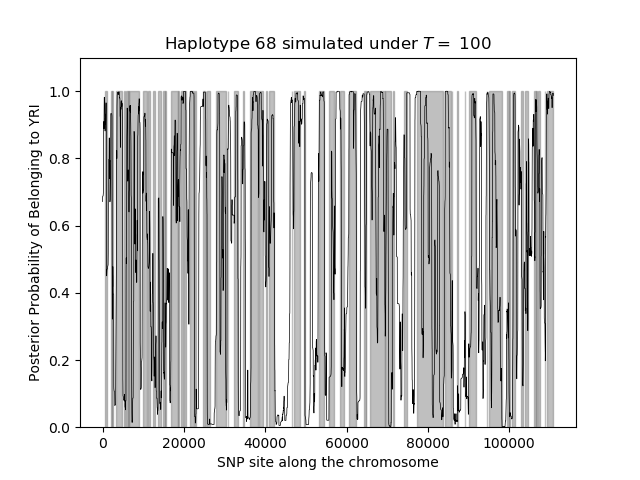 Haplotype 68 simulated under T = 100
Posterior Probability of Belonging to YRI
1.0
0.8
0.6
0.4
0.2
0.0
0 20000 40000 60000 80000 100000
SNP site along the chromosome